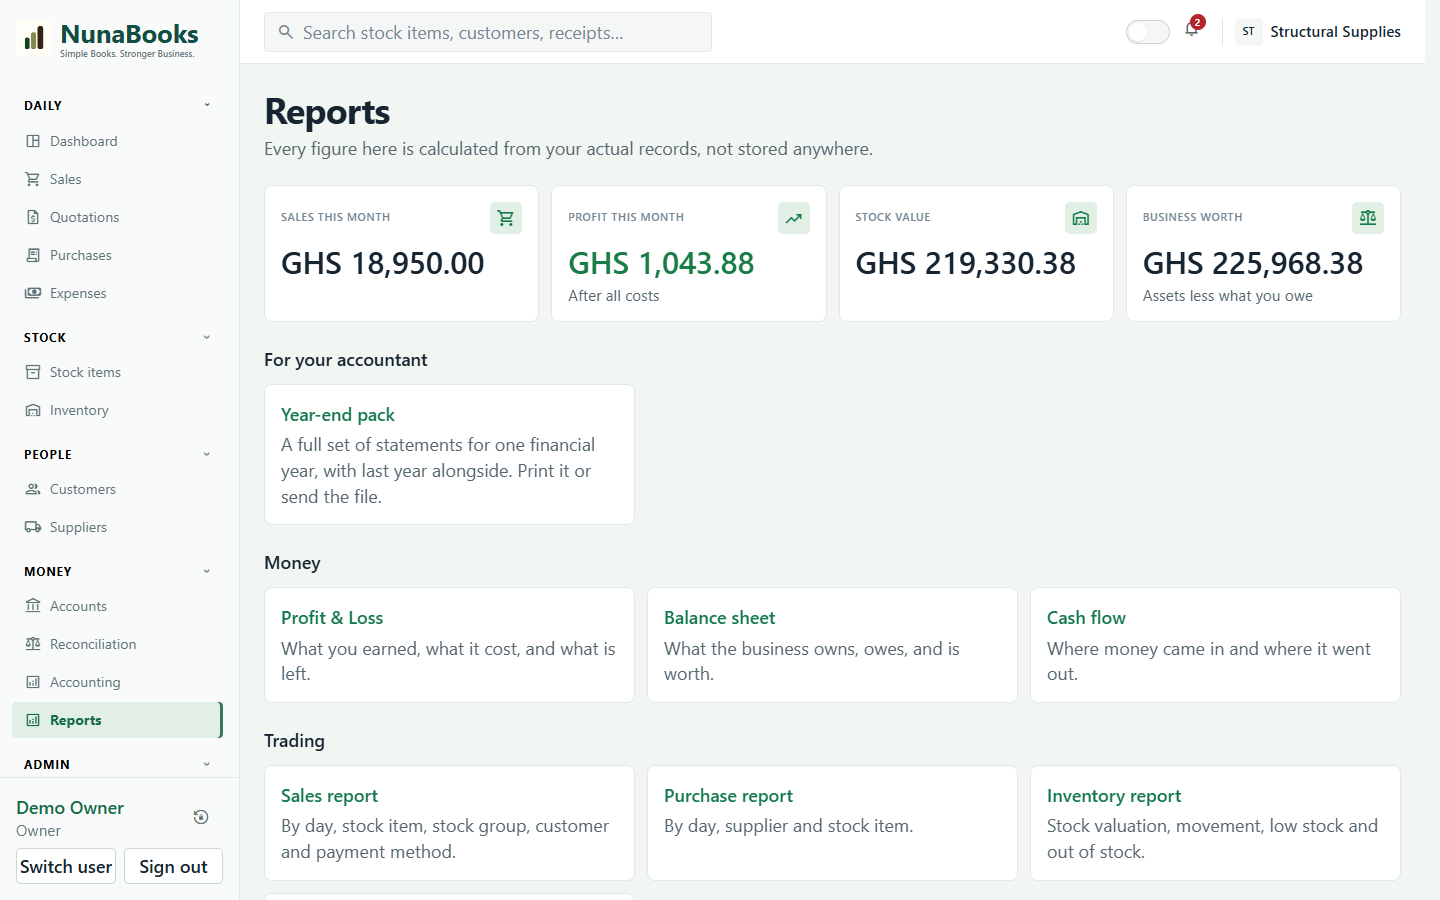 NunaBooks
Simple Books. Stronger Business.
DAILY
Dashboard
Sales
Quotations
Purchases
Expenses
STOCK
Stock items
Inventory
PEOPLE
Customers
Suppliers
MONEY
Accounts
Reconciliation
Accounting
Reports
ADMIN
Demo Owner
Owner
Switch user
Sign out
Search stock items, customers, receipts...
2
ST
Structural Supplies
Reports
Every figure here is calculated from your actual records, not stored anywhere.
SALES THIS MONTH
GHS 18,950.00
PROFIT THIS MONTH
GHS 1,043.88
After all costs
STOCK VALUE
GHS 219,330.38
BUSINESS WORTH
GHS 225,968.38
Assets less what you owe
For your accountant
Year-end pack
A full set of statements for one financial
year, with last year alongside. Print it or
send the file.
Money
Profit & Loss
What you earned, what it cost, and what is
left.
Balance sheet
What the business owns, owes, and is
worth.
Cash flow
Where money came in and where it went
out.
Trading
Sales report
By day, stock item, stock group, customer
and payment method.
Purchase report
By day, supplier and stock item.
Inventory report
Stock valuation, movement, low stock and
out of stock.